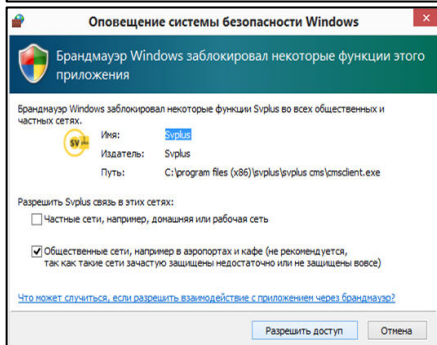 Оповещение системы безопасности Windows
Брандмауэр Windows заблокировал некоторые функции этого
приложения
Брандмауэр Windows заблокировал некоторые функции Svplus во всех общественных и
частных сетях.
SV
Имя: Svplus
Издатель: Svplus
Путь: C:\program files (x86)\svplus\svplus cms\cmsclient.exe
Разрешить Svplus связь в этих сетях:
Частные сети, например, домашняя или рабочая сеть
Общественные сети, например в аэропортах и кафе (не рекомендуется,
так как такие сети зачастую защищены недостаточно или не защищены вовсе)
Что может случиться, если разрешить взаимодействие с приложением через брандмауэр?
Разрешить доступ Отмена